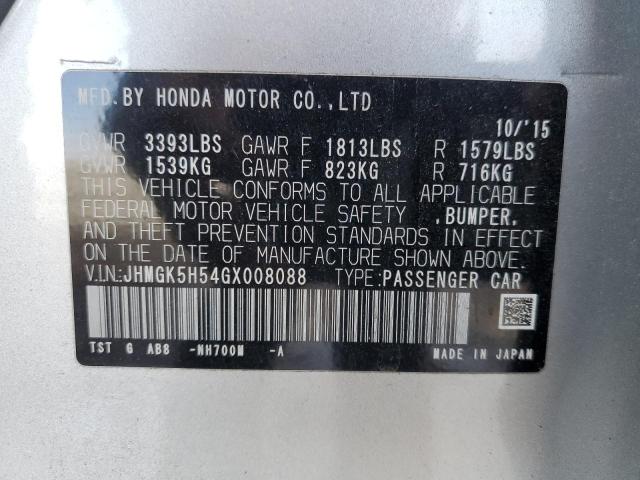 MFD.BY HONDA MOTOR CO.,LTD
10/'15
GVWR 3393LBS GAWR F 1813LBS R 1579LBS
GVWR 1539KG GAWR F 823KG R 716KG
THIS VEHICLE CONFORMS TO ALL APPLICABLE
FEDERAL MOTOR VEHICLE SAFETY ,BUMPER,
AND THEFT PREVENTION STANDARDS IN EFFECT
ON THE DATE OF MANUFACTURE SHOWN ABOVE.
V.I.N.:JHMGK5H54GX008088 TYPE:PASSENGER CAR
TST G AB8 -NH700M -A MADE IN JAPAN